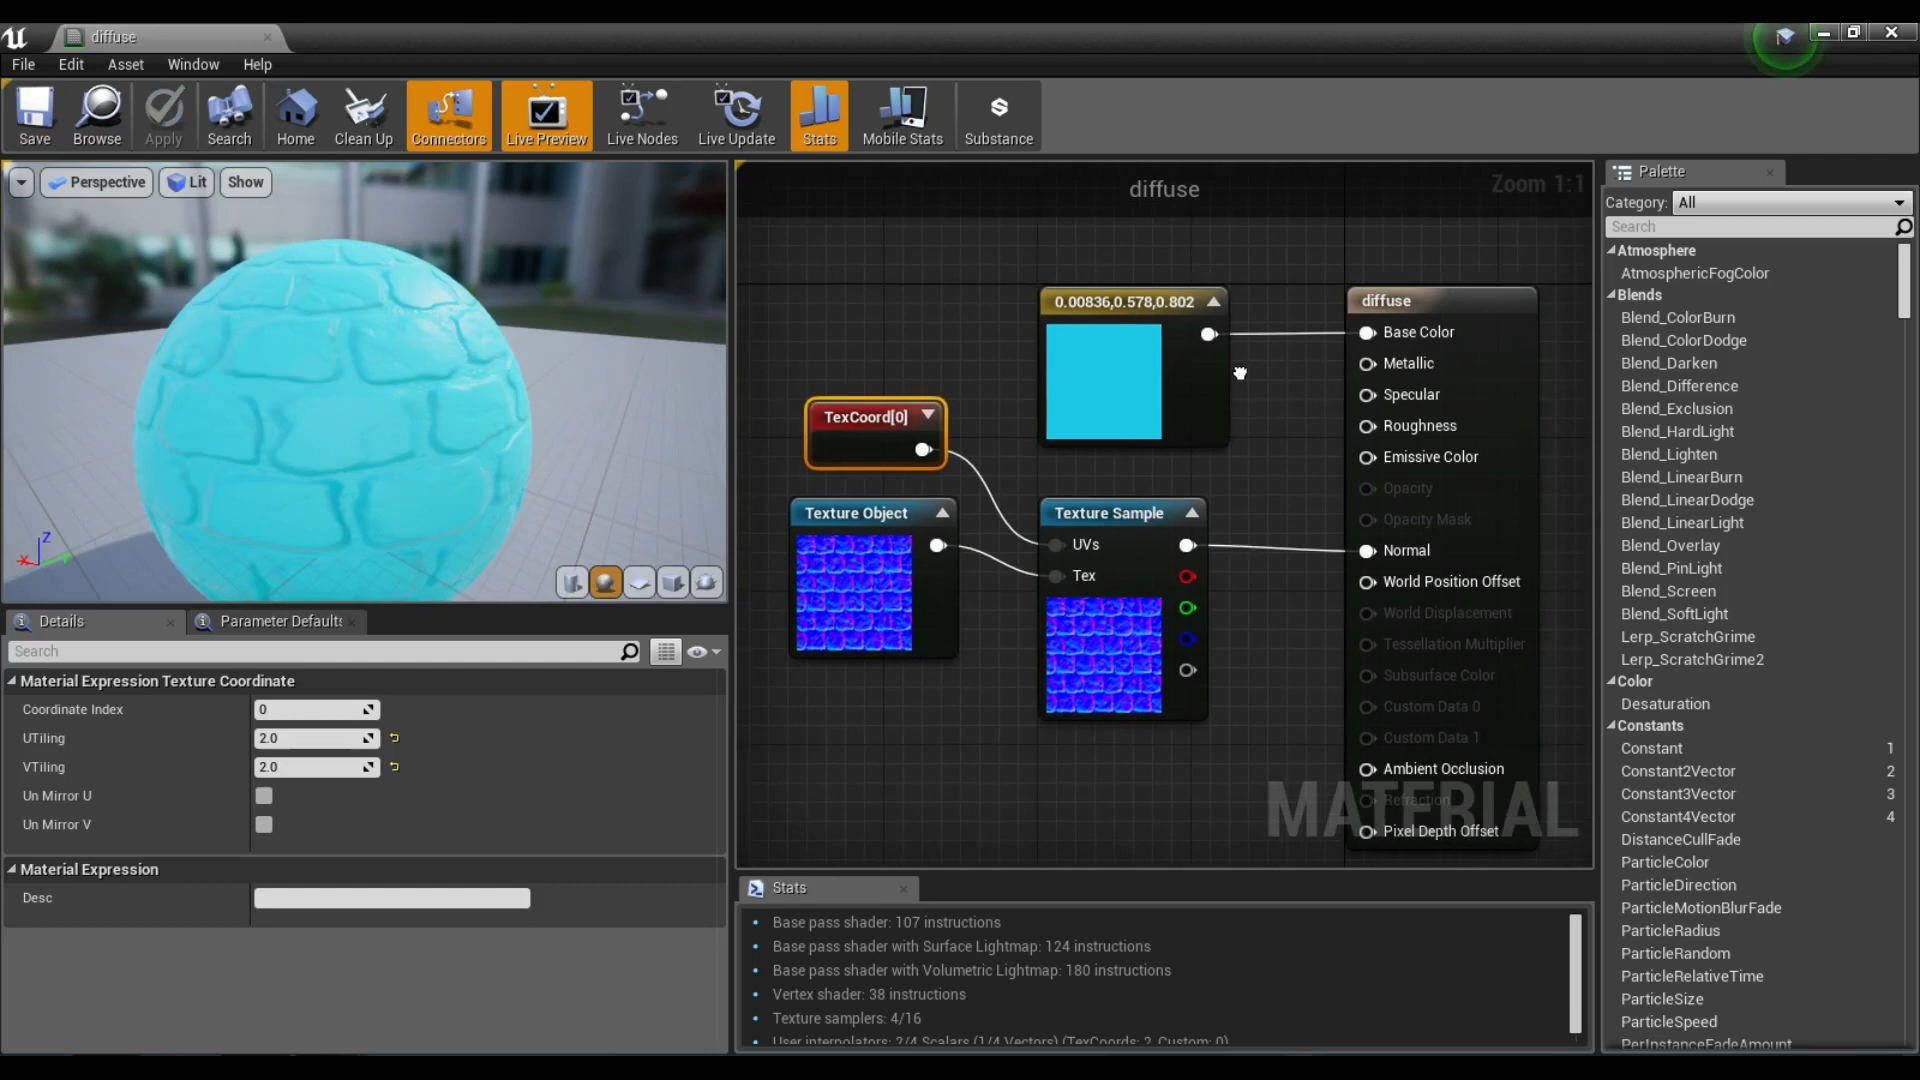 diffuse
File Edit Asset Window Help
Save Browse Apply Search Home Clean Up Connectors Live Preview Live Nodes Live Update Stats Mobile Stats Substance
Perspective Lit Show
Z
X
Y
diffuse
Zoom 1:1
0.00836,0.578,0.802
TexCoord[0]
Texture Object
Texture Sample
UVs
Tex
diffuse
Base Color
Metallic
Specular
Roughness
Emissive Color
Opacity
Opacity Mask
Normal
World Position Offset
World Displacement
Tessellation Multiplier
Subsurface Color
Custom Data 0
Custom Data 1
Ambient Occlusion
Refraction
Pixel Depth Offset
MATERIAL
Details
Parameter Defaults
Search
Material Expression Texture Coordinate
Coordinate Index 0
UTiling 2.0
VTiling 2.0
Un Mirror U
Un Mirror V
Material Expression
Desc
Stats
Base pass shader: 107 instructions
Base pass shader with Surface Lightmap: 124 instructions
Base pass shader with Volumetric Lightmap: 180 instructions
Vertex shader: 38 instructions
Texture samplers: 4/16
User interpolators: 2/4 Scalars (1/4 Vectors) (TexCoords: 2, Custom: 0)
Palette
Category: All
Search
Atmosphere
AtmosphericFogColor
Blends
Blend_ColorBurn
Blend_ColorDodge
Blend_Darken
Blend_Difference
Blend_Exclusion
Blend_HardLight
Blend_Lighten
Blend_LinearBurn
Blend_LinearDodge
Blend_LinearLight
Blend_Overlay
Blend_PinLight
Blend_Screen
Blend_SoftLight
Lerp_ScratchGrime
Lerp_ScratchGrime2
Color
Desaturation
Constants
Constant 1
Constant2Vector 2
Constant3Vector 3
Constant4Vector 4
DistanceCullFade
ParticleColor
ParticleDirection
ParticleMotionBlurFade
ParticleRadius
ParticleRandom
ParticleRelativeTime
ParticleSize
ParticleSpeed
PerInstanceFadeAmount